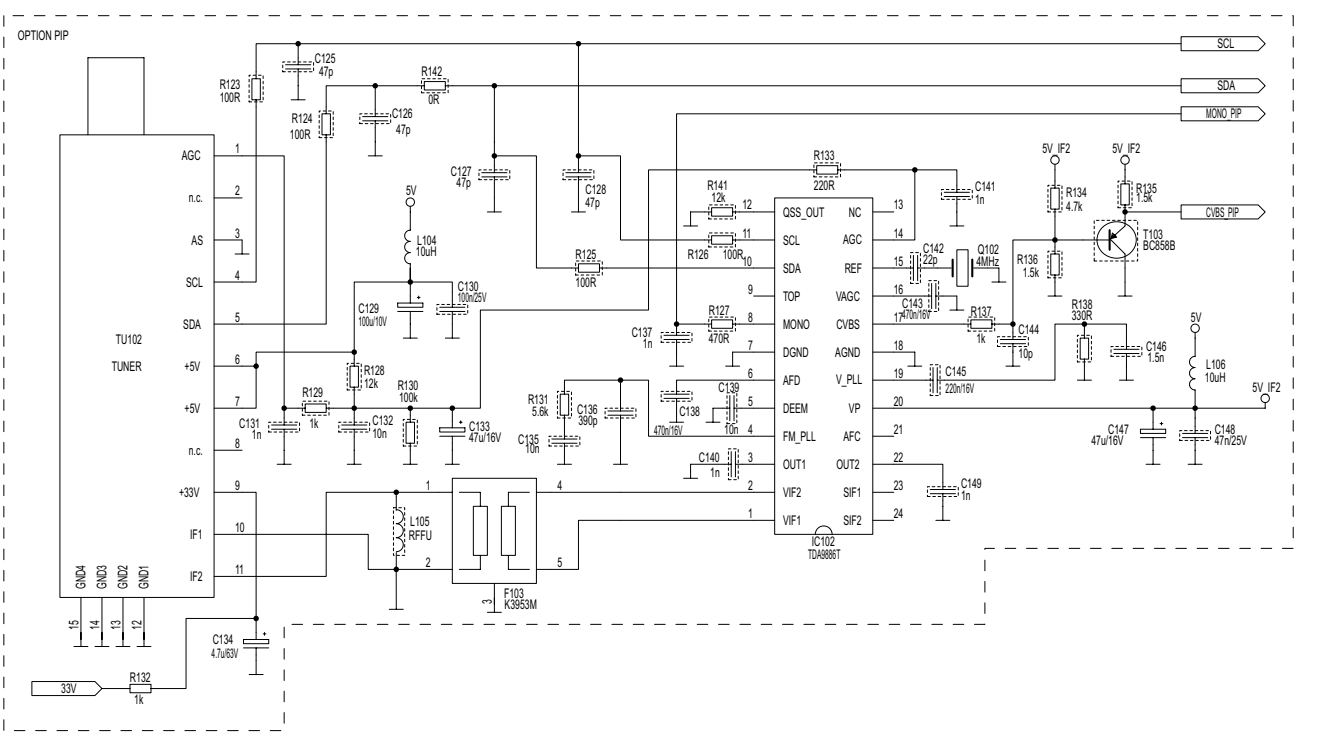 OPTION PIP
SCL
SDA
MONO_PIP
CVBS_PIP
R123
100R
C125
47p
R124
100R
C126
47p
R142
0R
C127
47p
C128
47p
R133
220R
5V
L104
10uH
C129
100u/10V
C130
100n/25V
R125
100R
R141
12k
R126
100R
C141
1n
C142
22p
Q102
4MHz
C143
470n/16V
5V_IF2
R134
4.7k
5V_IF2
R135
1.5k
T103
BC858B
R136
1.5k
R137
1k
C144
10p
R138
330R
C146
1.5n
5V
L106
10uH
5V_IF2
C145
220n/16V
C147
47u/16V
C148
47n/25V
C149
1n
TU102
TUNER
AGC 1
n.c. 2
AS 3
SCL 4
SDA 5
+5V 6
+5V 7
n.c. 8
+33V 9
IF1 10
IF2 11
GND4 GND3 GND2 GND1
15 14 13 12
R128
12k
R129
1k
R130
100k
C131
1n
C132
10n
C133
47u/16V
R127
470R
C137
1n
R131
5.6k
C135
10n
C136
390p
C138
470n/16V
C139
10n
C140
1n
12 QSS_OUT NC 13
11 SCL AGC 14
10 SDA REF 15
9 TOP VAGC 16
8 MONO CVBS 17
7 DGND AGND 18
6 AFD V_PLL 19
5 DEEM VP 20
4 FM_PLL AFC 21
3 OUT1 OUT2 22
2 VIF2 SIF1 23
1 VIF1 SIF2 24
IC102
TDA9886T
L105
RFFU
1 4
2 5
3
F103
K3953M
C134
4.7u/63V
33V
R132
1k